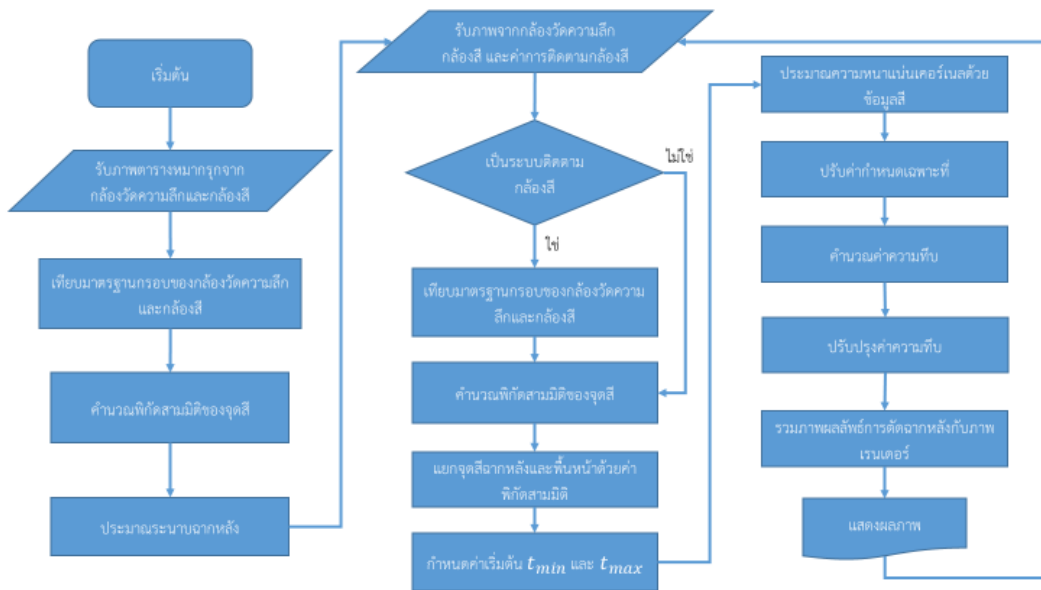 เริ่มต้น
รับภาพตารางหมากรุกจาก
กล้องวัดความลึกและกล้องสี
เทียบมาตรฐานกรอบของกล้องวัดความลึก
และกล้องสี
คำนวณพิกัดสามมิติของจุดสี
ประมาณระนาบฉากหลัง
รับภาพจากกล้องวัดความลึก
กล้องสี และค่าการติดตามกล้องสี
เป็นระบบติดตาม
กล้องสี
ไม่ใช่
ใช่
เทียบมาตรฐานกรอบของกล้องวัดความ
ลึกและกล้องสี
คำนวณพิกัดสามมิติของจุดสี
แยกจุดสีฉากหลังและพื้นหน้าด้วยค่า
พิกัดสามมิติ
กำหนดค่าเริ่มต้น t_min และ t_max
ประมาณความหนาแน่นเคอร์เนลด้วย
ข้อมูลสี
ปรับค่ากำหนดเฉพาะที่
คำนวณค่าความทึบ
ปรับปรุงค่าความทึบ
รวมภาพผลลัพธ์การตัดฉากหลังกับภาพ
เรนเดอร์
แสดงผลภาพ